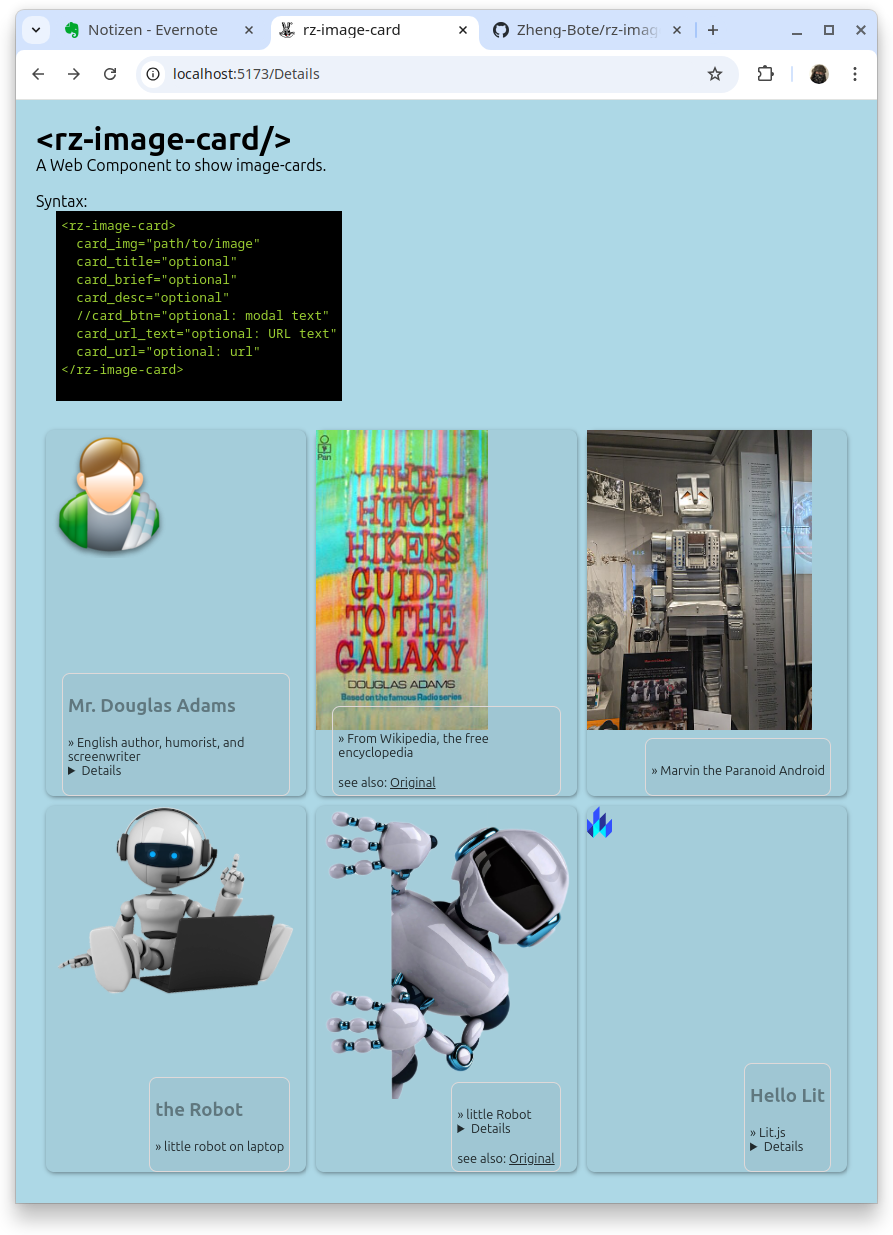 Notizen - Evernote
rz-image-card
Zheng-Bote/rz-imag
localhost:5173/Details
<rz-image-card/>
A Web Component to show image-cards.
Syntax:
<rz-image-card>
card_img="path/to/image"
card_title="optional"
card_brief="optional"
card_desc="optional"
//card_btn="optional: modal text"
card_url_text="optional: URL text"
card_url="optional: url"
</rz-image-card>
Pan
THE
HITCH-
HIKERS
GUIDE
TO THE
GALAXY
DOUGLAS ADAMS
Based on the famous Radio series
Mr. Douglas Adams
» English author, humorist, and
screenwriter
Details
» From Wikipedia, the free
encyclopedia
see also: Original
» Marvin the Paranoid Android
the Robot
» little robot on laptop
» little Robot
Details
see also: Original
Hello Lit
» Lit.js
Details